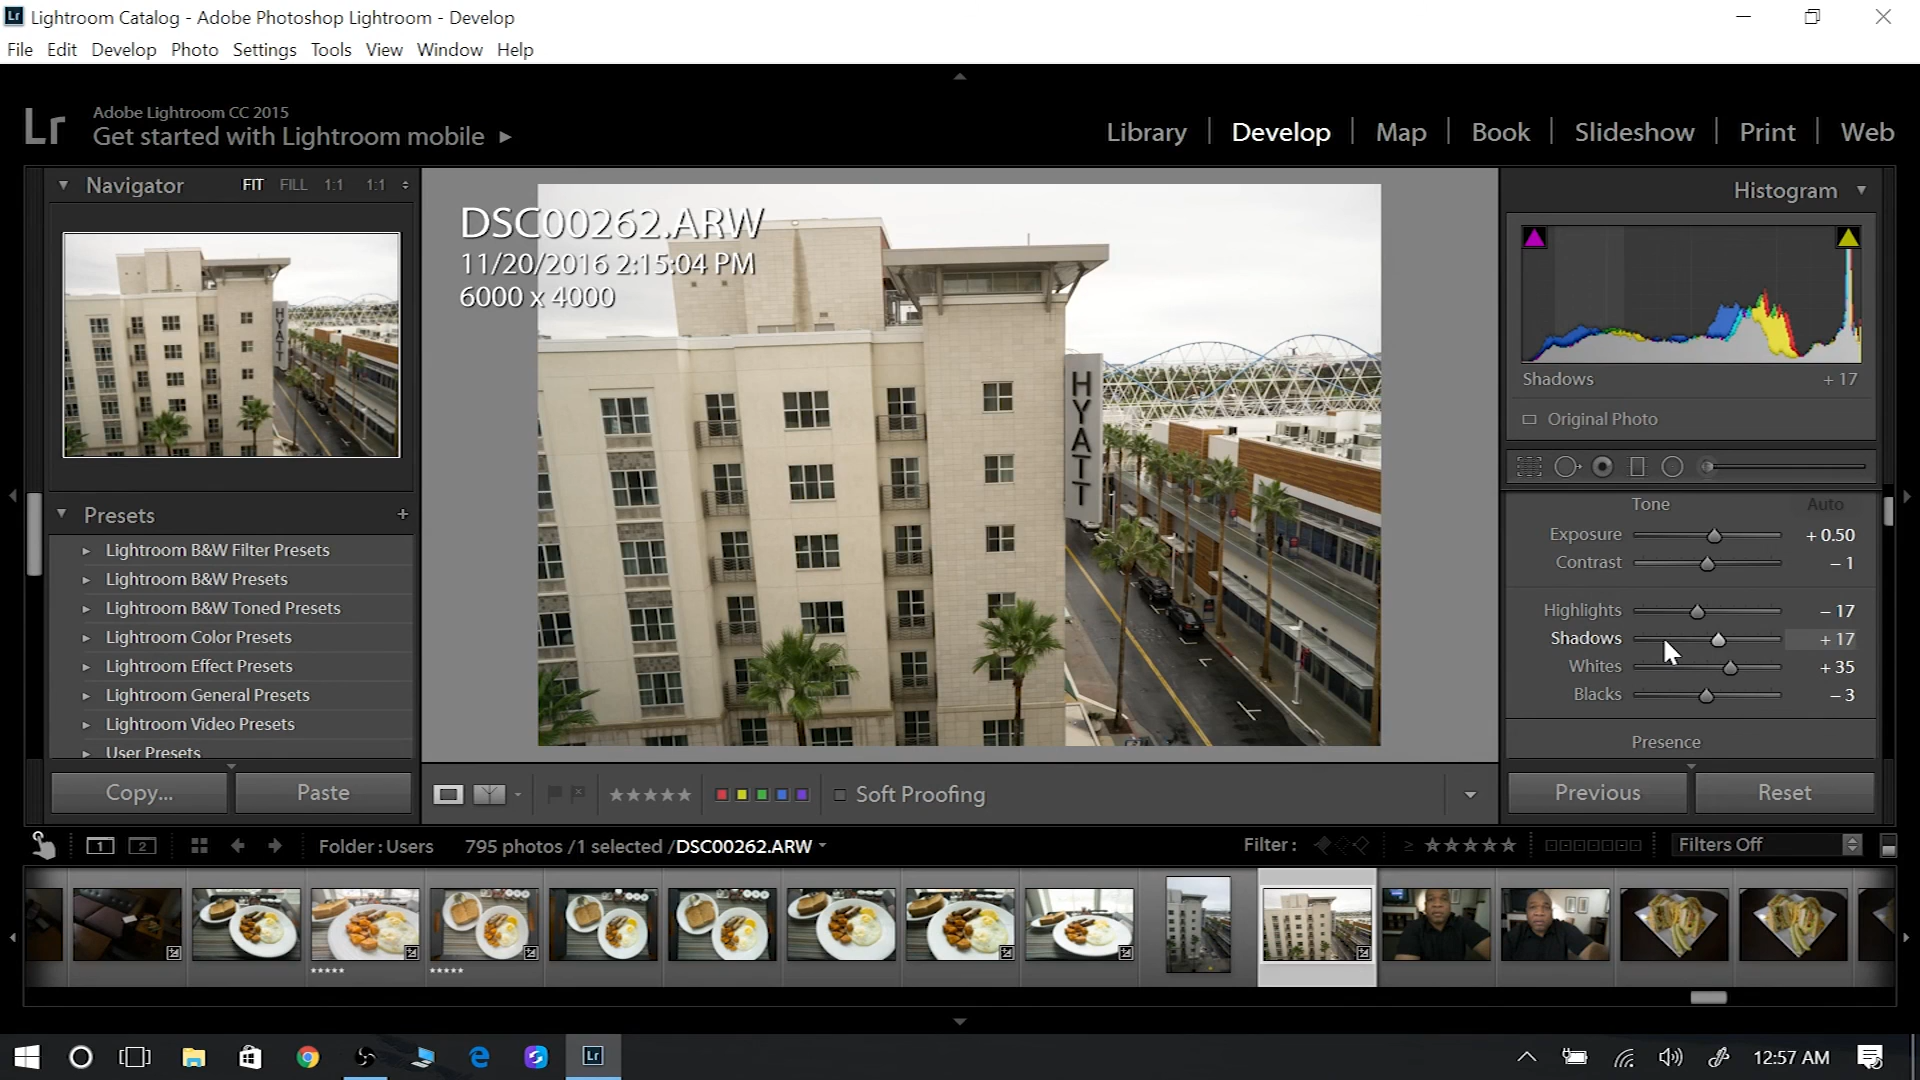 Lr Lightroom Catalog - Adobe Photoshop Lightroom - Develop
File Edit Develop Photo Settings Tools View Window Help
Lr
Adobe Lightroom CC 2015
Get started with Lightroom mobile
Library | Develop | Map | Book | Slideshow | Print | Web
Navigator FIT FILL 1:1 1:1
HYATT
Presets +
Lightroom B&W Filter Presets
Lightroom B&W Presets
Lightroom B&W Toned Presets
Lightroom Color Presets
Lightroom Effect Presets
Lightroom General Presets
Lightroom Video Presets
User Presets
Copy... Paste
DSC00262.ARW
11/20/2016 2:15:04 PM
6000 x 4000
HYATT
Soft Proofing
Histogram
Shadows + 17
Original Photo
Tone Auto
Exposure + 0.50
Contrast – 1
Highlights – 17
Shadows + 17
Whites + 35
Blacks – 3
Presence
Previous Reset
1 2 Folder : Users 795 photos / 1 selected / DSC00262.ARW Filter : ≥ Filters Off
Lr 12:57 AM